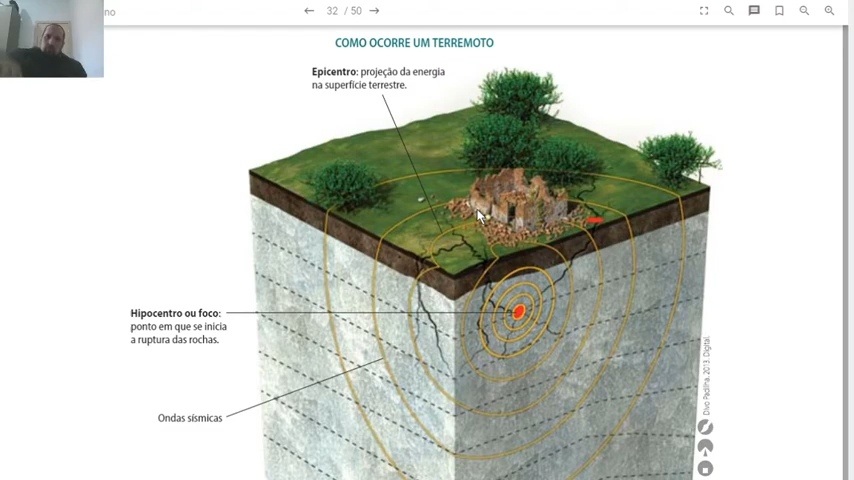 no
32 / 50
COMO OCORRE UM TERREMOTO
Epicentro: projeção da energia
na superfície terrestre.
Hipocentro ou foco:
ponto em que se inicia
a ruptura das rochas.
Ondas sísmicas
Divo Padilha. 2013. Digital.